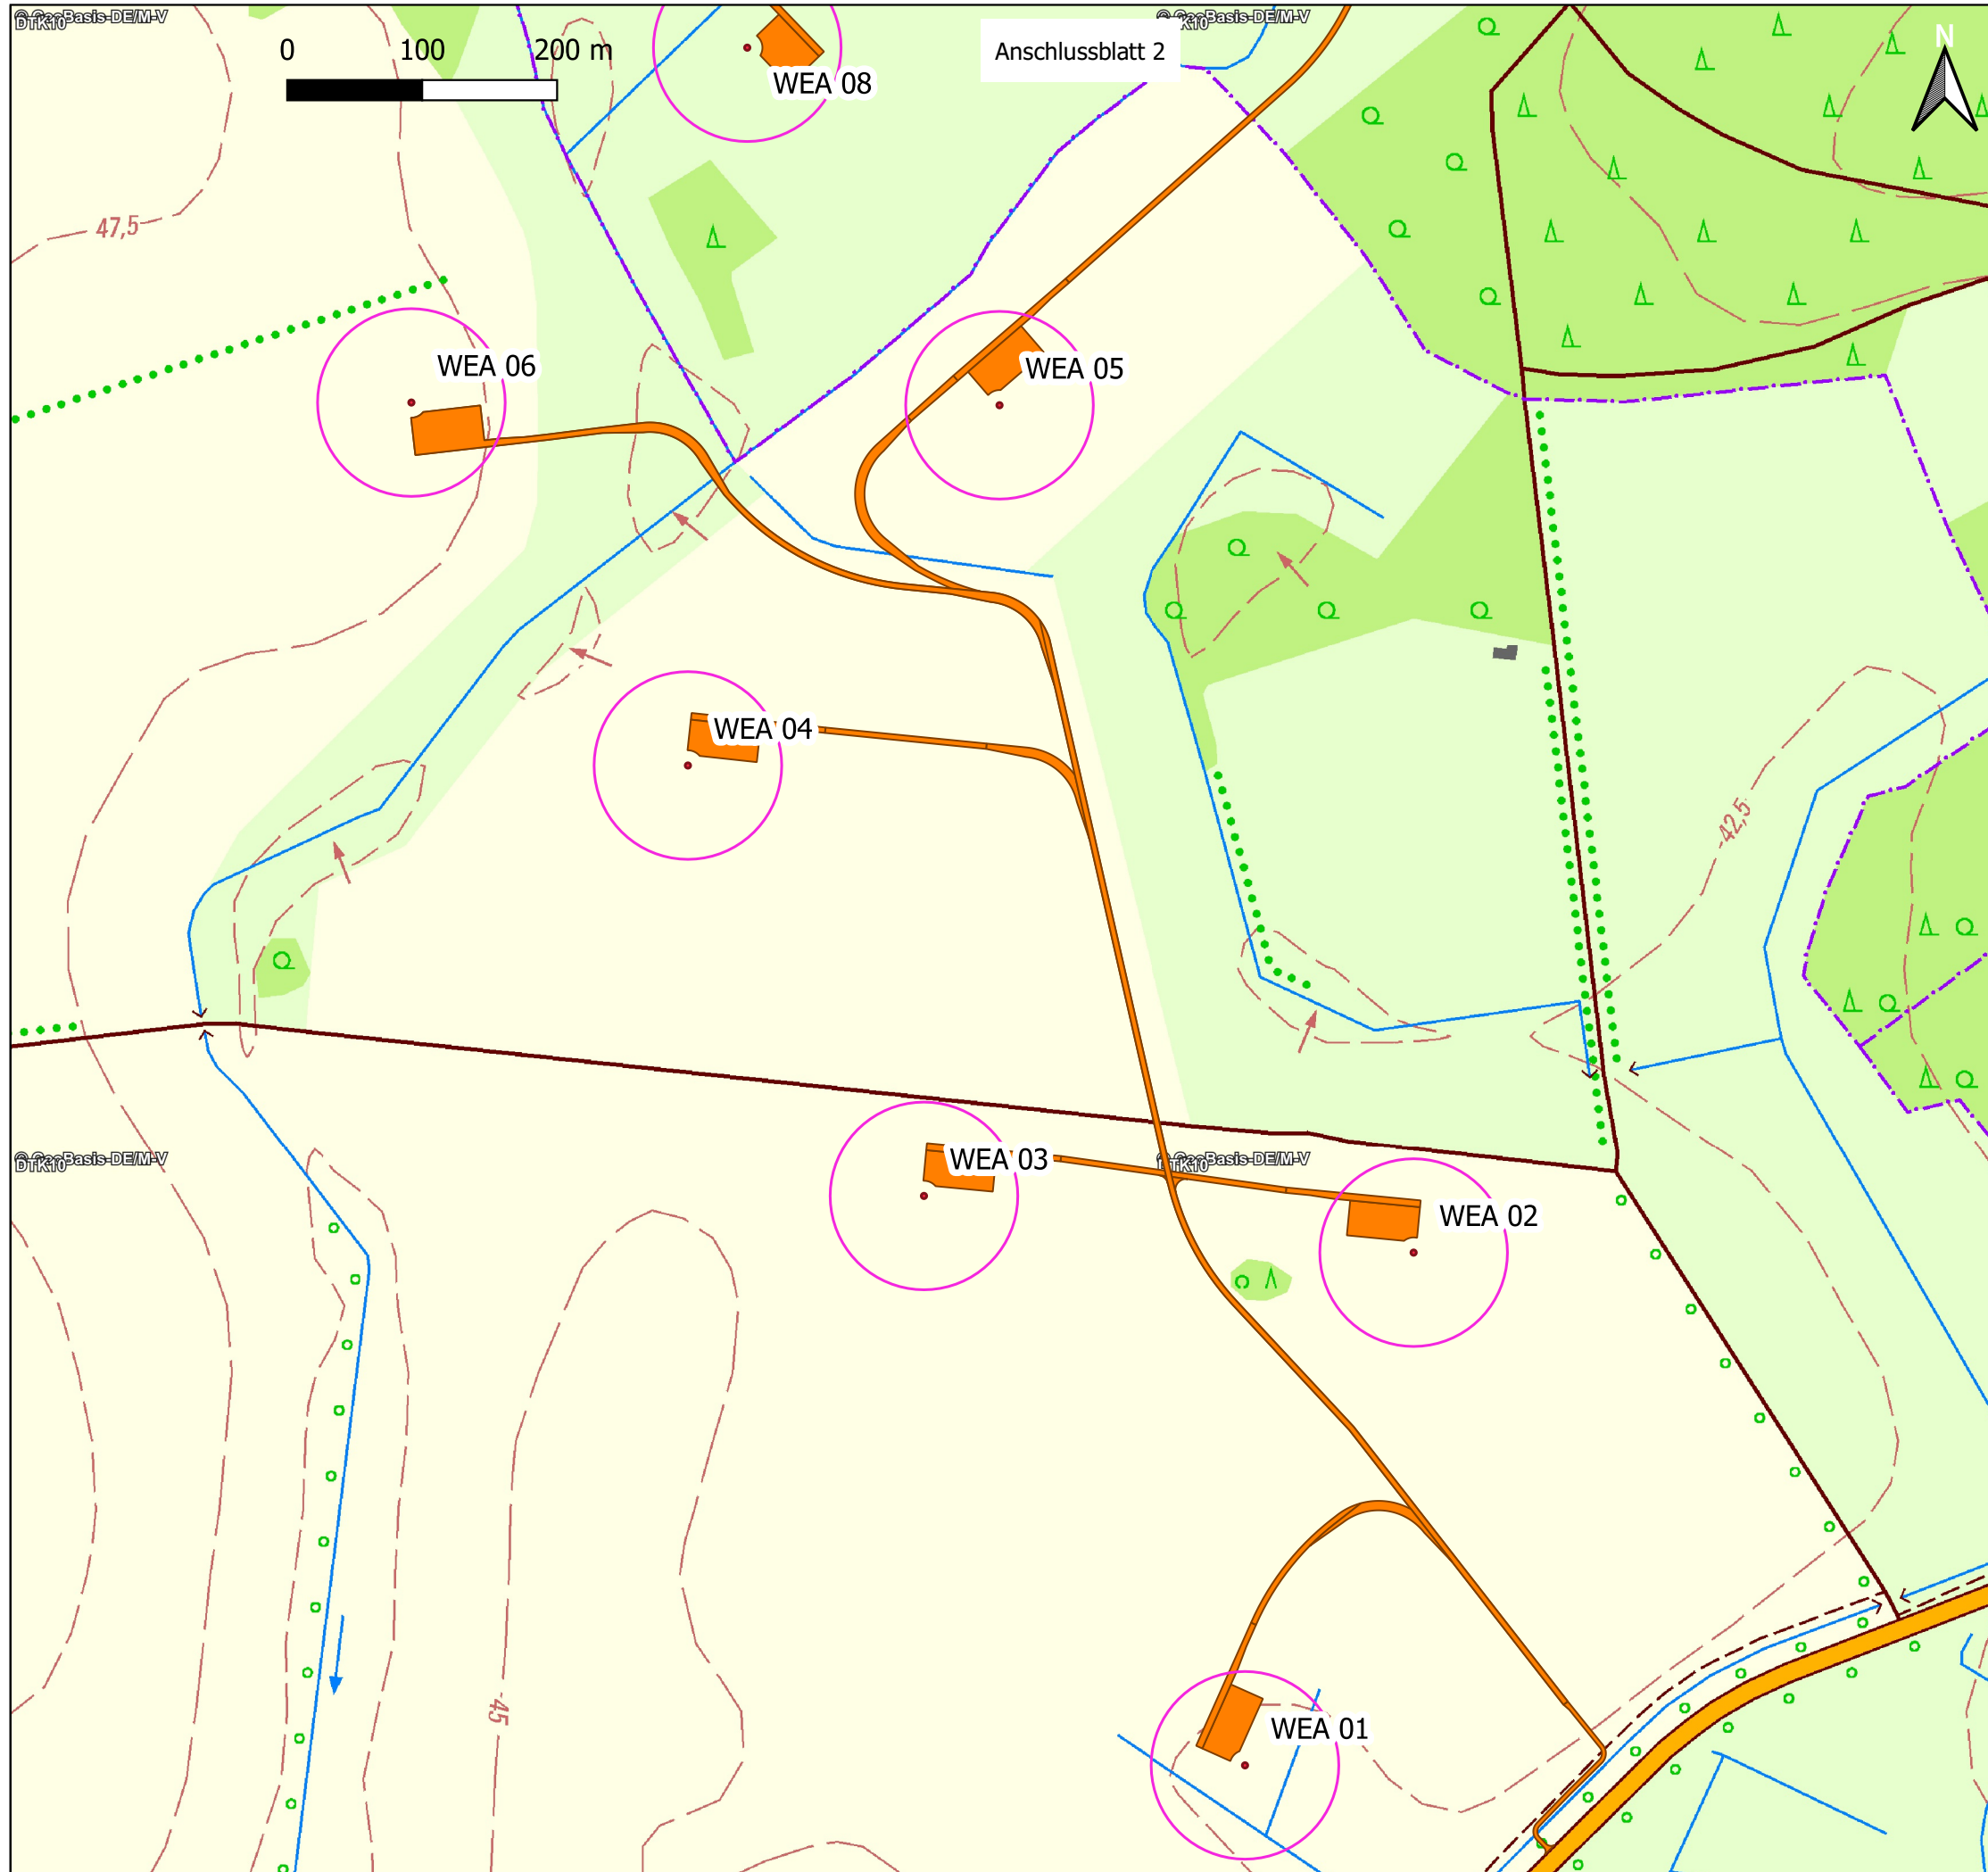 © GeoBasis-DE/M-V
DTK10
© GeoBasis-DE/M-V
0 100 200 m
Anschlussblatt 2
N
WEA 08
47,5
WEA 06
WEA 05
WEA 04
42,5
© GeoBasis-DE/M-V
DTK10
WEA 03
© GeoBasis-DE/M-V
DTK10
WEA 02
45
WEA 01